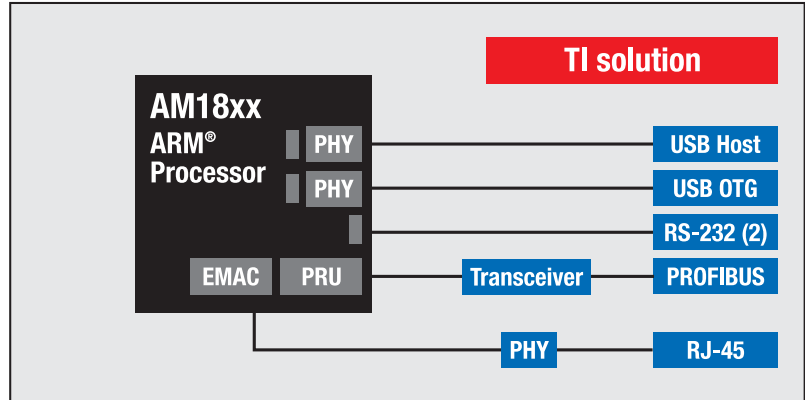 TI solution
AM18xx
ARM®
Processor
PHY
USB Host
PHY
USB OTG
RS-232 (2)
EMAC
PRU
Transceiver
PROFIBUS
PHY
RJ-45